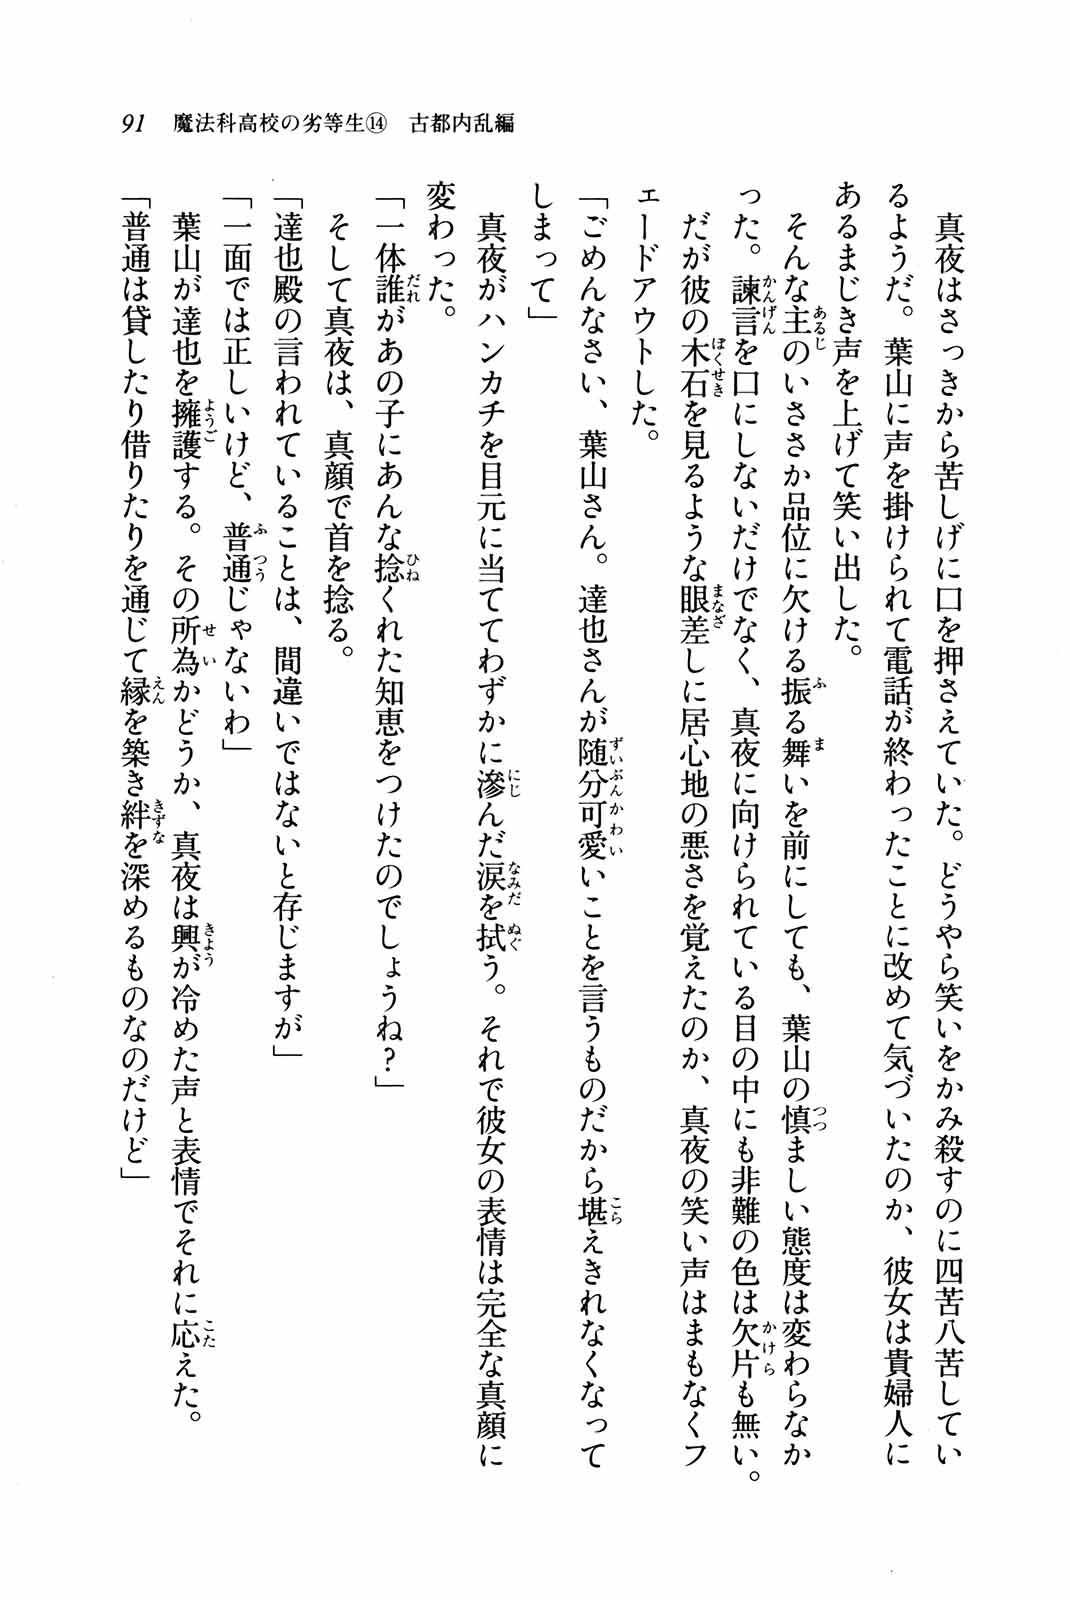 91　魔法科高校の劣等生⑭　古都内乱編
　真夜はさっきから苦しげに口を押さえていた。どうやら笑いをかみ殺すのに四苦八苦してい
るようだ。葉山に声を掛けられて電話が終わったことに改めて気づいたのか、彼女は貴婦人に
あるまじき声を上げて笑い出した。
　そんな主のいささか品位に欠ける振る舞いを前にしても、葉山の慎ましい態度は変わらなか
った。諫言を口にしないだけでなく、真夜に向けられている目の中にも非難の色は欠片も無い。
　だが彼の木石を見るような眼差しに居心地の悪さを覚えたのか、真夜の笑い声はまもなくフ
ェードアウトした。
「ごめんなさい、葉山さん。達也さんが随分可愛いことを言うものだから堪えきれなくなって
しまって」
　真夜がハンカチを目元に当ててわずかに滲んだ涙を拭う。それで彼女の表情は完全な真顔に
変わった。
「一体誰があの子にあんな捻くれた知恵をつけたのでしょうね？」
　そして真夜は、真顔で首を捻る。
「達也殿の言われていることは、間違いではないと存じますが」
「一面では正しいけど、普通じゃないわ」
　葉山が達也を擁護する。その所為かどうか、真夜は興が冷めた声と表情でそれに応えた。
「普通は貸したり借りたりを通じて縁を築き絆を深めるものなのだけど」